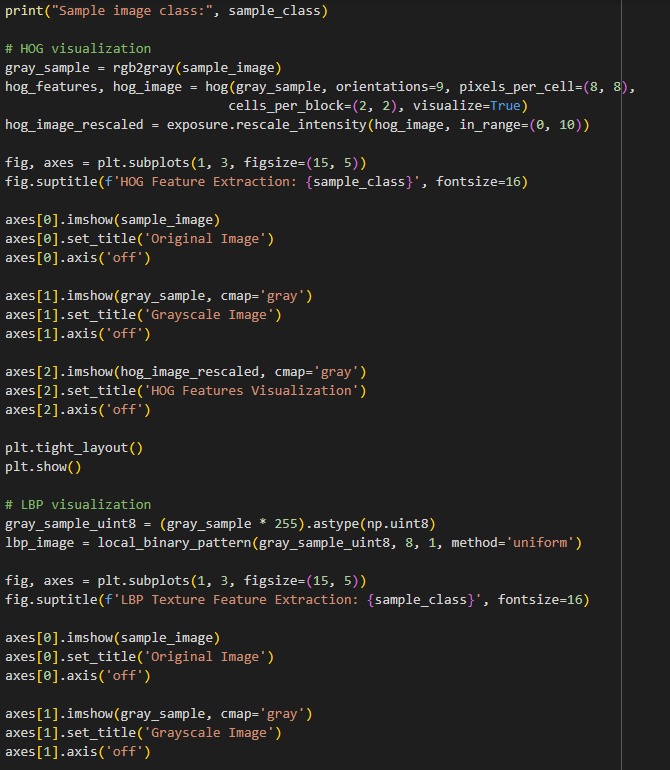 print("Sample image class:", sample_class)
# HOG visualization
gray_sample = rgb2gray(sample_image)
hog_features, hog_image = hog(gray_sample, orientations=9, pixels_per_cell=(8, 8),
                             cells_per_block=(2, 2), visualize=True)
hog_image_rescaled = exposure.rescale_intensity(hog_image, in_range=(0, 10))
fig, axes = plt.subplots(1, 3, figsize=(15, 5))
fig.suptitle(f'HOG Feature Extraction: {sample_class}', fontsize=16)
axes[0].imshow(sample_image)
axes[0].set_title('Original Image')
axes[0].axis('off')
axes[1].imshow(gray_sample, cmap='gray')
axes[1].set_title('Grayscale Image')
axes[1].axis('off')
axes[2].imshow(hog_image_rescaled, cmap='gray')
axes[2].set_title('HOG Features Visualization')
axes[2].axis('off')
plt.tight_layout()
plt.show()
# LBP visualization
gray_sample_uint8 = (gray_sample * 255).astype(np.uint8)
lbp_image = local_binary_pattern(gray_sample_uint8, 8, 1, method='uniform')
fig, axes = plt.subplots(1, 3, figsize=(15, 5))
fig.suptitle(f'LBP Texture Feature Extraction: {sample_class}', fontsize=16)
axes[0].imshow(sample_image)
axes[0].set_title('Original Image')
axes[0].axis('off')
axes[1].imshow(gray_sample, cmap='gray')
axes[1].set_title('Grayscale Image')
axes[1].axis('off')